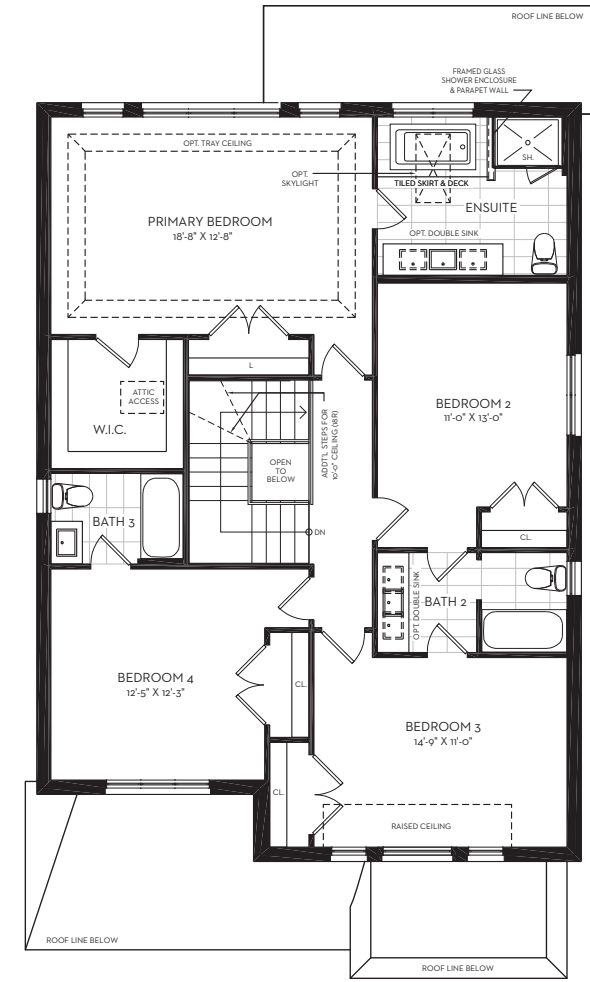 ROOF LINE BELOW
FRAMED GLASS
SHOWER ENCLOSURE
& PARAPET WALL
OPT. TRAY CEILING
SH.
OPT.
SKYLIGHT
TILED SKIRT & DECK
ENSUITE
PRIMARY BEDROOM
18'-8" X 12'-8"
OPT. DOUBLE SINK
L
ATTIC
ACCESS
W.I.C.
ADDT'L STEPS FOR
10'-0" CEILING (18R)
BEDROOM 2
11'-0" X 13'-0"
OPEN
TO
BELOW
BATH 3
DN
CL.
OPT. DOUBLE SINK
BATH 2
BEDROOM 4
12'-5" X 12'-3"
CL.
BEDROOM 3
14'-9" X 11'-0"
CL.
RAISED CEILING
ROOF LINE BELOW
ROOF LINE BELOW